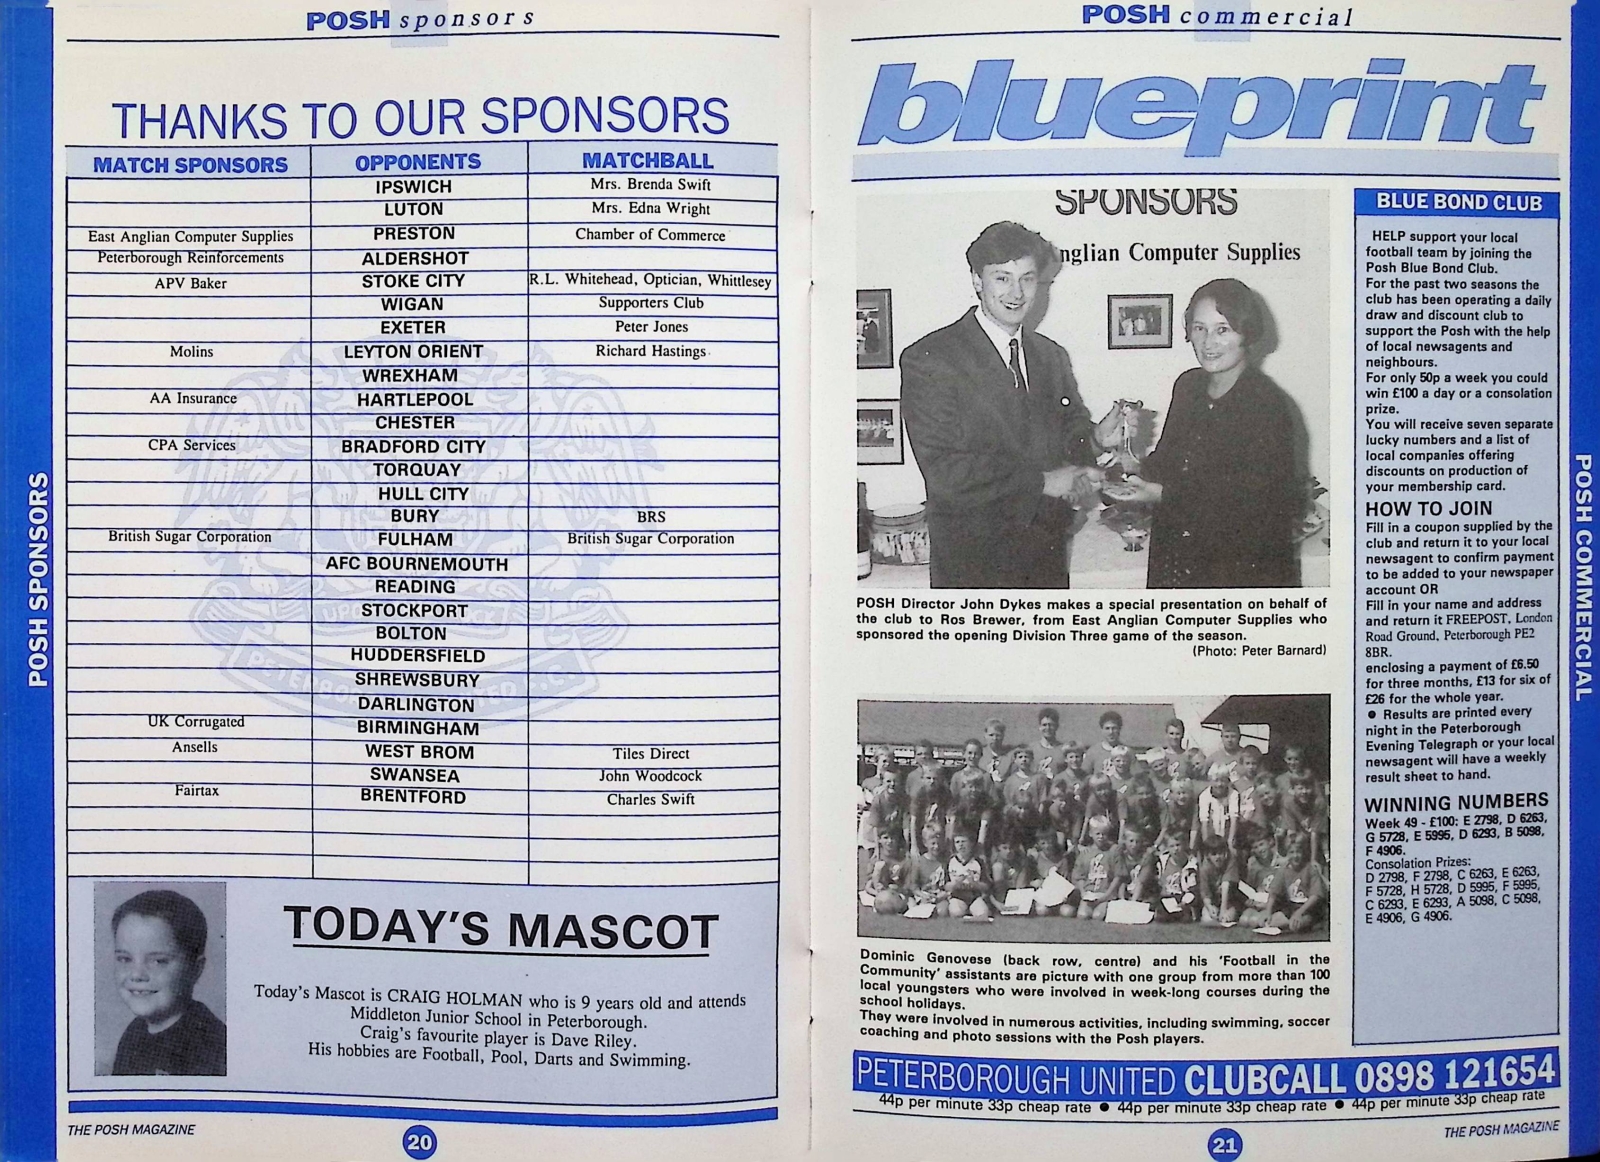 POSH sponsors
THANKS TO OUR SPONSORS
MATCH SPONSORS OPPONENTS MATCHBALL
IPSWICH Mrs. Brenda Swift
LUTON Mrs. Edna Wright
East Anglian Computer Supplies PRESTON Chamber of Commerce
Peterborough Reinforcements ALDERSHOT
APV Baker STOKE CITY R.L. Whitehead, Optician, Whittlesey
WIGAN Supporters Club
EXETER Peter Jones
Molins LEYTON ORIENT Richard Hastings
WREXHAM
AA Insurance HARTLEPOOL
CHESTER
CPA Services BRADFORD CITY
TORQUAY
HULL CITY
BURY BRS
British Sugar Corporation FULHAM British Sugar Corporation
AFC BOURNEMOUTH
READING
STOCKPORT
BOLTON
HUDDERSFIELD
SHREWSBURY
DARLINGTON
UK Corrugated BIRMINGHAM
Ansells WEST BROM Tiles Direct
SWANSEA John Woodcock
Fairtax BRENTFORD Charles Swift
TODAY'S MASCOT
Today's Mascot is CRAIG HOLMAN who is 9 years old and attends
Middleton Junior School in Peterborough.
Craig's favourite player is Dave Riley.
His hobbies are Football, Pool, Darts and Swimming.
THE POSH MAGAZINE
20
POSH SPONSORS
POSH commercial
blueprint
SPONSORS
nglian Computer Supplies
POSH Director John Dykes makes a special presentation on behalf of
the club to Ros Brewer, from East Anglian Computer Supplies who
sponsored the opening Division Three game of the season.
(Photo: Peter Barnard)
Dominic Genovese (back row, centre) and his 'Football in the
Community' assistants are picture with one group from more than 100
local youngsters who were involved in week-long courses during the
school holidays.
They were involved in numerous activities, including swimming, soccer
coaching and photo sessions with the Posh players.
BLUE BOND CLUB
HELP support your local
football team by joining the
Posh Blue Bond Club.
For the past two seasons the
club has been operating a daily
draw and discount club to
support the Posh with the help
of local newsagents and
neighbours.
For only 50p a week you could
win £100 a day or a consolation
prize.
You will receive seven separate
lucky numbers and a list of
local companies offering
discounts on production of
your membership card.
HOW TO JOIN
Fill in a coupon supplied by the
club and return it to your local
newsagent to confirm payment
to be added to your newspaper
account OR
Fill in your name and address
and return it FREEPOST, London
Road Ground, Peterborough PE2
8BR.
enclosing a payment of £6.50
for three months, £13 for six of
£26 for the whole year.
● Results are printed every
night in the Peterborough
Evening Telegraph or your local
newsagent will have a weekly
result sheet to hand.
WINNING NUMBERS
Week 49 - £100: E 2798, D 6263,
G 5728, E 5995, D 6293, B 5098,
F 4906.
Consolation Prizes:
D 2798, F 2798, C 6263, E 6263,
F 5728, H 5728, D 5995, F 5995,
C 6293, E 6293, A 5098, C 5098,
E 4906, G 4906.
PETERBOROUGH UNITED CLUBCALL 0898 121654
44p per minute 33p cheap rate ● 44p per minute 33p cheap rate ● 44p per minute 33p cheap rate
21
THE POSH MAGAZINE
POSH COMMERCIAL